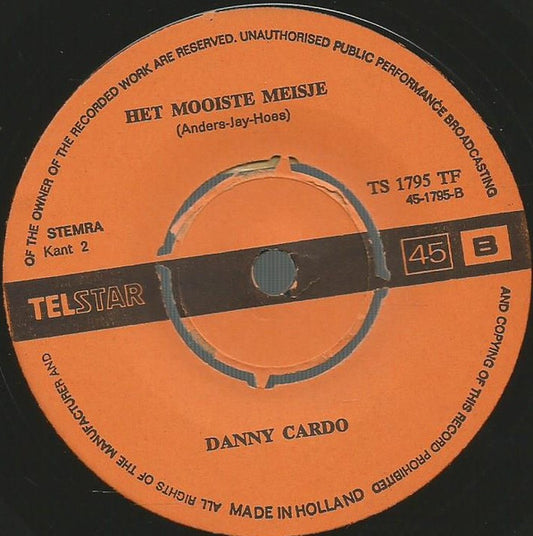 ALL RIGHTS OF THE MANUFACTURER AND OF THE OWNER OF THE RECORDED WORK ARE RESERVED. UNAUTHORISED PUBLIC PERFORMANCE BROADCASTING AND COPYING OF THIS RECORD PROHIBITED
HET MOOISTE MEISJE
(Anders-Jay-Hoes)
TS 1795 TF
45-1795-B
STEMRA
Kant 2
45 B
TELSTAR
DANNY CARDO
MADE IN HOLLAND